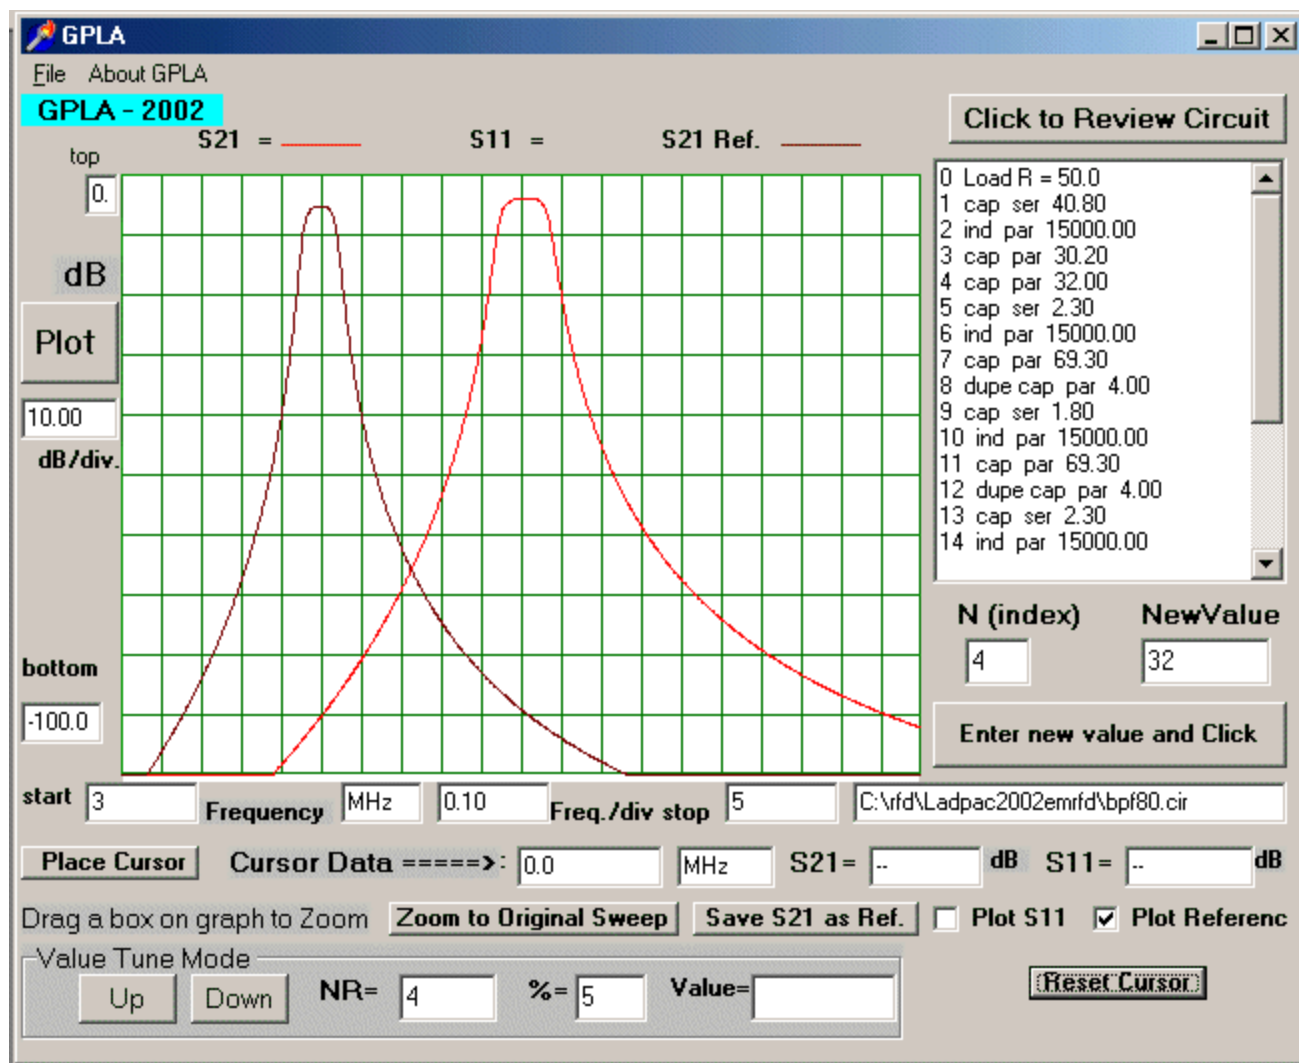 GPLA
File About GPLA
GPLA - 2002
Click to Review Circuit
S21 = S11 = S21 Ref.
top
0.
dB
Plot
10.00
dB/div.
bottom
-100.0
0 Load R = 50.0
1 cap ser 40.80
2 ind par 15000.00
3 cap par 30.20
4 cap par 32.00
5 cap ser 2.30
6 ind par 15000.00
7 cap par 69.30
8 dupe cap par 4.00
9 cap ser 1.80
10 ind par 15000.00
11 cap par 69.30
12 dupe cap par 4.00
13 cap ser 2.30
14 ind par 15000.00
N (index) NewValue
4 32
Enter new value and Click
start 3 Frequency MHz 0.10 Freq./div stop 5 C:\rfd\Ladpac2002emrfd\bpf80.cir
Place Cursor Cursor Data =====>: 0.0 MHz S21= -- dB S11= -- dB
Drag a box on graph to Zoom Zoom to Original Sweep Save S21 as Ref. Plot S11 Plot Referenc
Value Tune Mode
Up Down NR= 4 %= 5 Value=
Reset Cursor